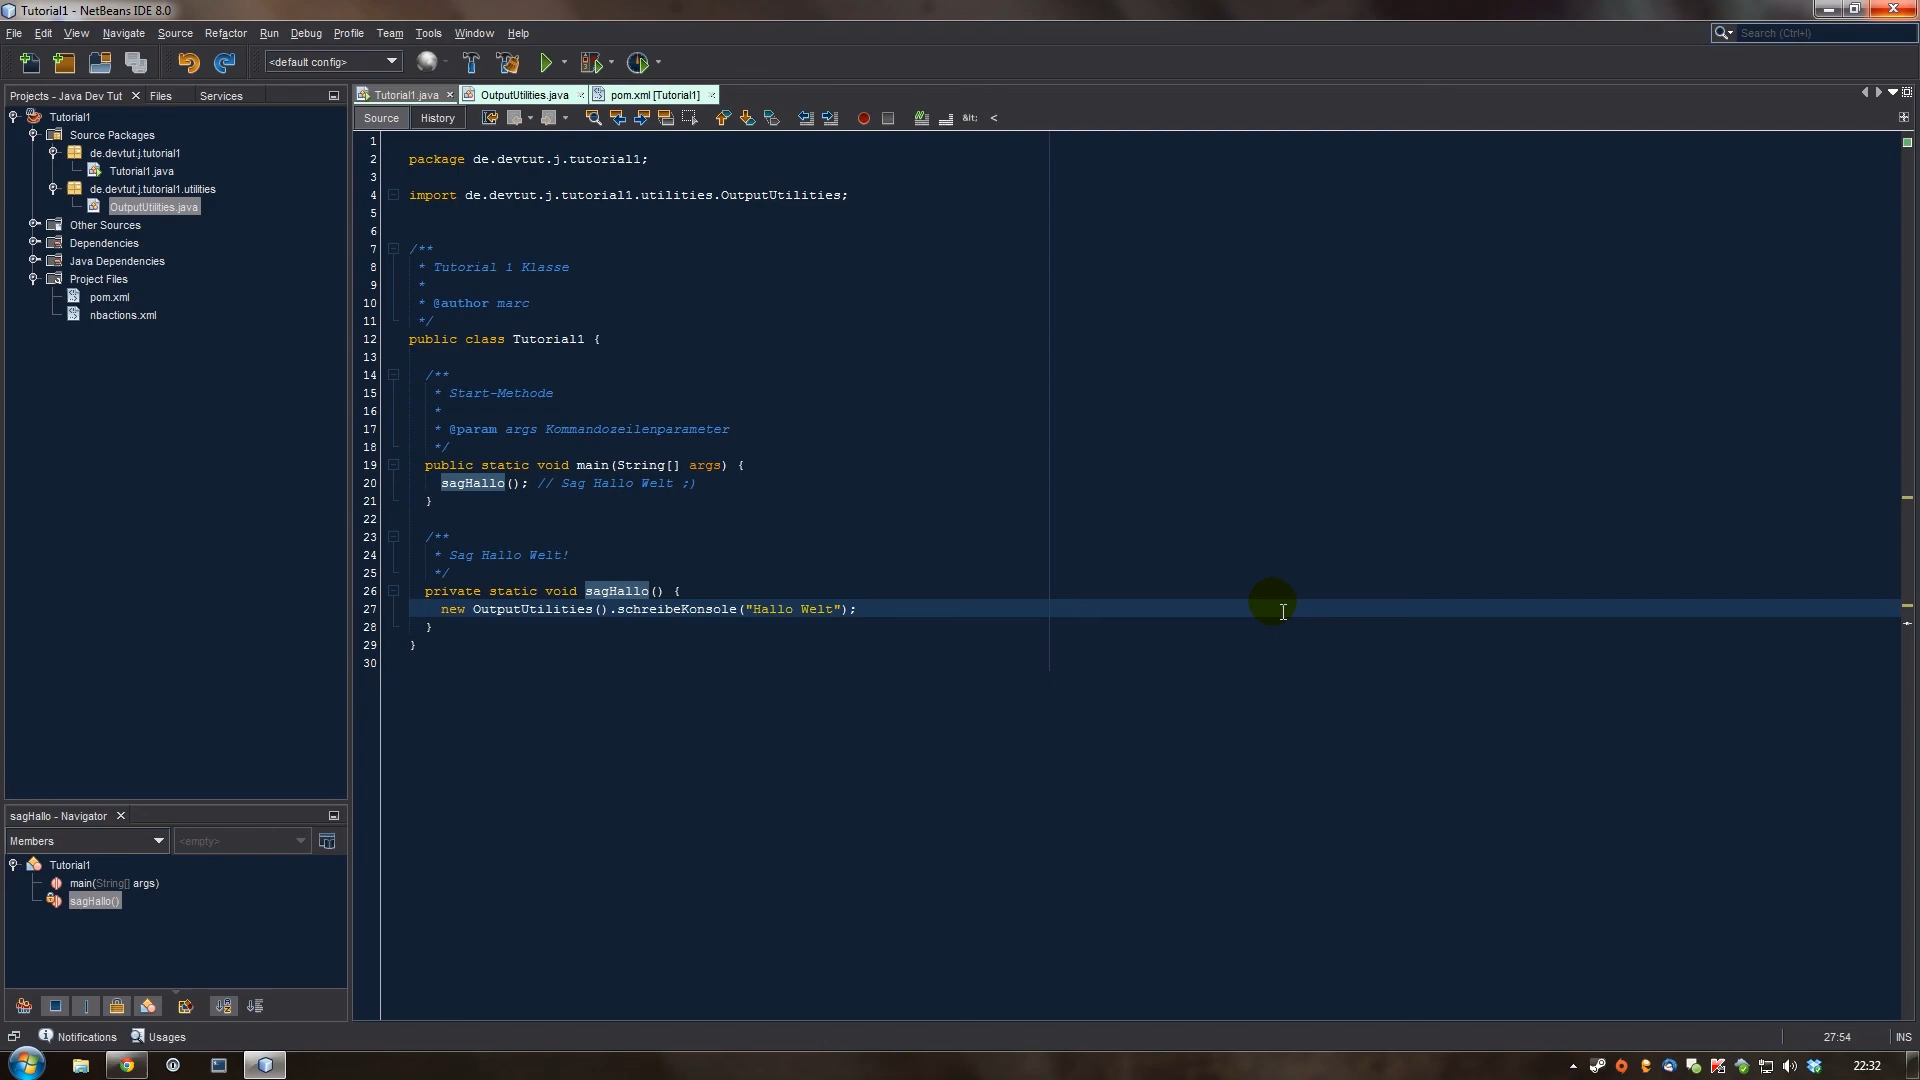 Tutorial1 - NetBeans IDE 8.0
File Edit View Navigate Source Refactor Run Debug Profile Team Tools Window Help
Search (Ctrl+I)
<default config>
Projects - Java Dev Tut Files Services
Tutorial1
Source Packages
de.devtut.j.tutorial1
Tutorial1.java
de.devtut.j.tutorial1.utilities
OutputUtilities.java
Other Sources
Dependencies
Java Dependencies
Project Files
pom.xml
nbactions.xml
Tutorial1.java OutputUtilities.java pom.xml [Tutorial1]
Source History &lt; <
1
2 package de.devtut.j.tutorial1;
3
4 import de.devtut.j.tutorial1.utilities.OutputUtilities;
5
6
7 /**
8 * Tutorial 1 Klasse
9 *
10 * @author marc
11 */
12 public class Tutorial1 {
13
14 /**
15 * Start-Methode
16 *
17 * @param args Kommandozeilenparameter
18 */
19 public static void main(String[] args) {
20 sagHallo(); // Sag Hallo Welt ;)
21 }
22
23 /**
24 * Sag Hallo Welt!
25 */
26 private static void sagHallo() {
27 new OutputUtilities().schreibeKonsole("Hallo Welt");
28 }
29 }
30
sagHallo - Navigator
Members <empty>
Tutorial1
main(String[] args)
sagHallo()
Notifications Usages
27:54 INS
22:32